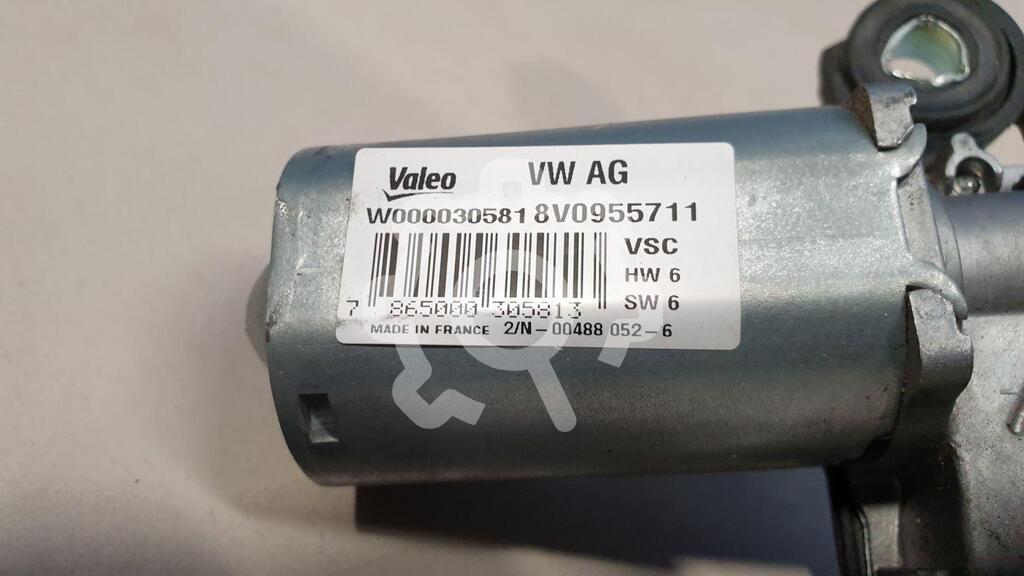 Valeo VW AG
W000030581 8V0955711
VSC
HW 6
SW 6
7 865000 305813
MADE IN FRANCE 2/N-00488 052-6